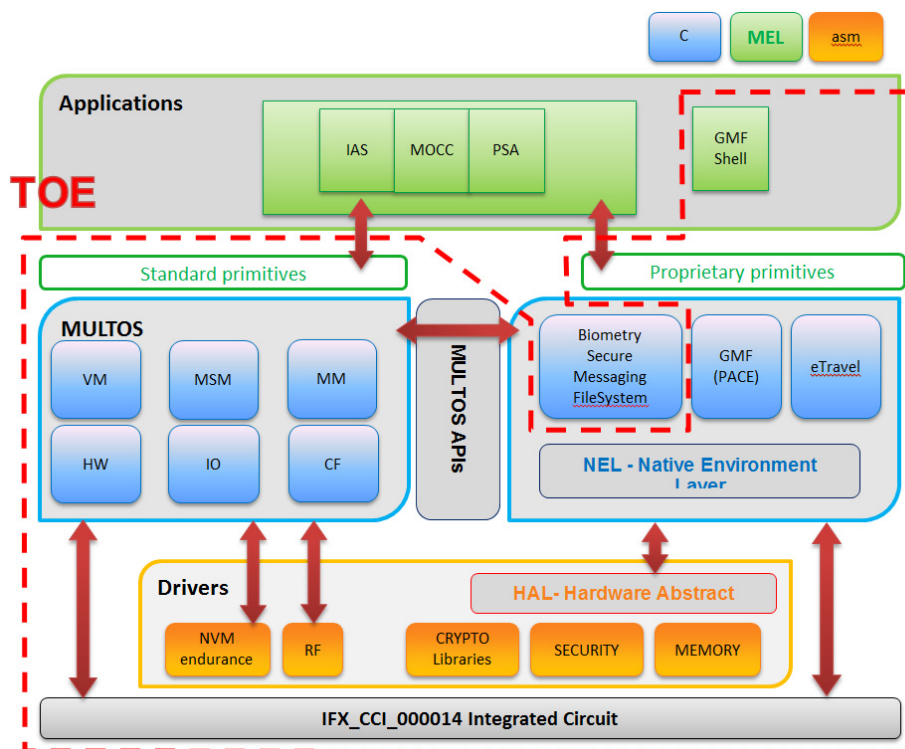 C
MEL
asm
Applications
IAS
MOCC
PSA
GMF
Shell
TOE
Standard primitives
Proprietary primitives
MULTOS
VM
MSM
MM
HW
IO
CF
MULTOS APIs
Biometry
Secure
Messaging
FileSystem
GMF
(PACE)
eTravel
NEL - Native Environment
Layer
Drivers
HAL- Hardware Abstract
NVM
endurance
RF
CRYPTO
Libraries
SECURITY
MEMORY
IFX_CCI_000014 Integrated Circuit